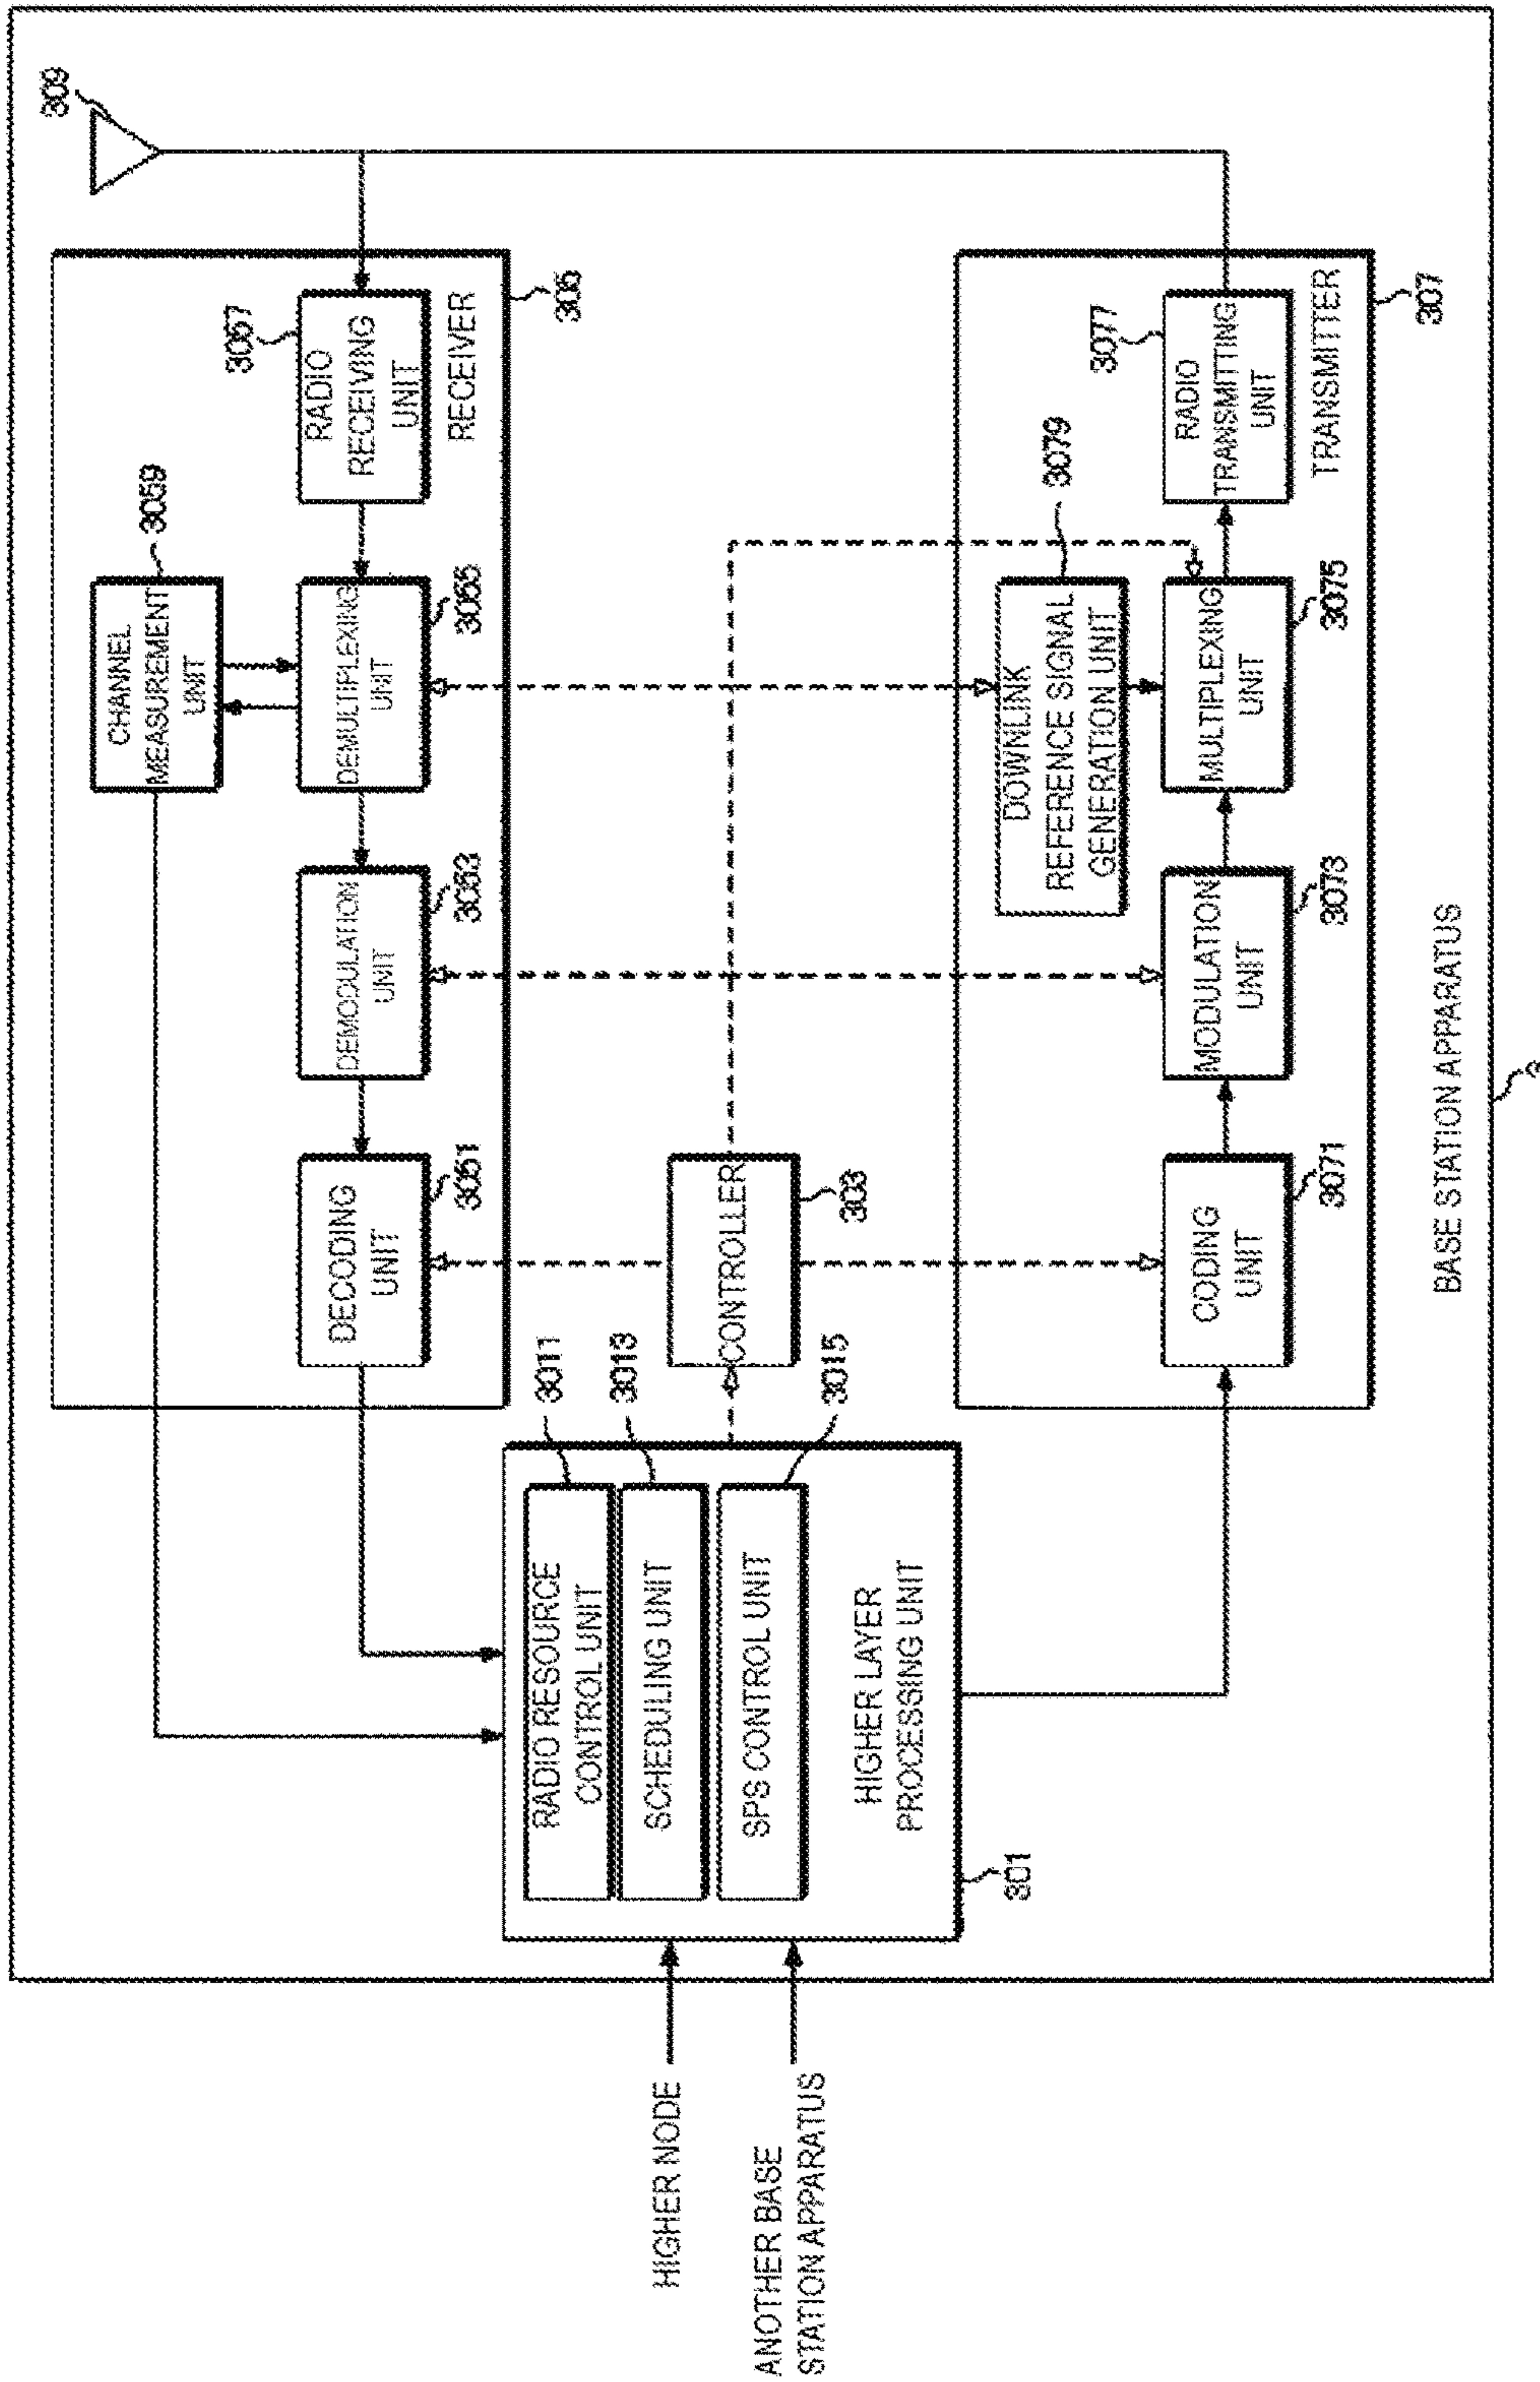 309
3059
CHANNEL
MEASUREMENT
UNIT
3057
RADIO
RECEIVING
UNIT
RECEIVER
305
DEMULTIPLEXING
UNIT
3055
DEMODULATION
UNIT
3053
DECODING
UNIT
3051
CONTROLLER
303
3011
3013
3015
RADIO RESOURCE
CONTROL UNIT
SCHEDULING UNIT
SPS CONTROL UNIT
HIGHER LAYER
PROCESSING UNIT
301
HIGHER NODE
ANOTHER BASE
STATION APPARATUS
3079
DOWNLINK
REFERENCE SIGNAL
GENERATION UNIT
CODING
UNIT
3071
MODULATION
UNIT
3073
MULTIPLEXING
UNIT
3075
3077
RADIO
TRANSMITTING
UNIT
TRANSMITTER
307
BASE STATION APPARATUS